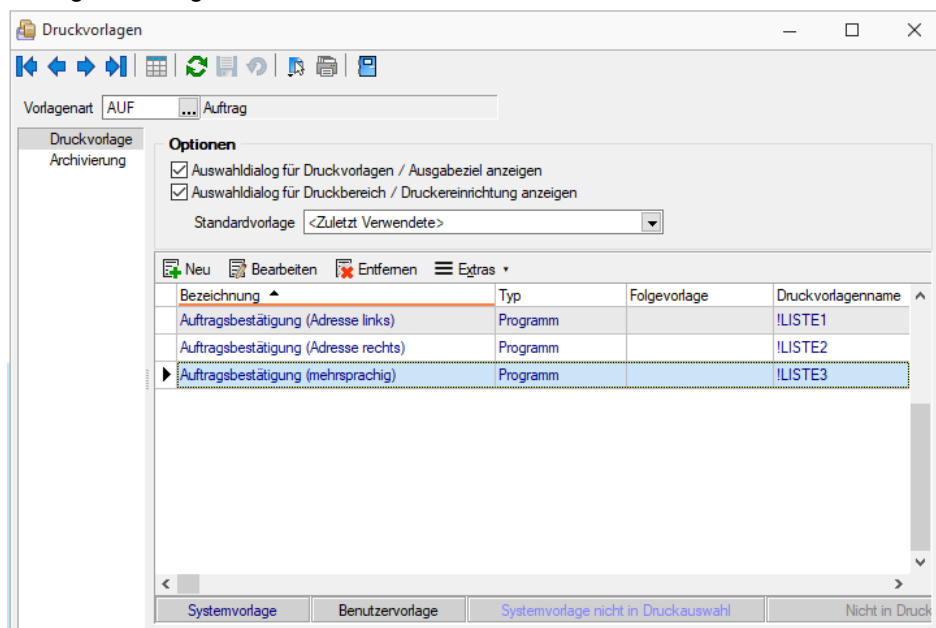 Druckvorlagen
Vorlagenart AUF ... Auftrag
Druckvorlage
Archivierung
Optionen
Auswahldialog für Druckvorlagen / Ausgabeziel anzeigen
Auswahldialog für Druckbereich / Druckereinrichtung anzeigen
Standardvorlage <Zuletzt Verwendete>
Neu Bearbeiten Entfernen Extras
Bezeichnung Typ Folgevorlage Druckvorlagenname
Auftragsbestätigung (Adresse links) Programm !LISTE1
Auftragsbestätigung (Adresse rechts) Programm !LISTE2
Auftragsbestätigung (mehrsprachig) Programm !LISTE3
Systemvorlage Benutzervorlage Systemvorlage nicht in Druckauswahl Nicht in Druck